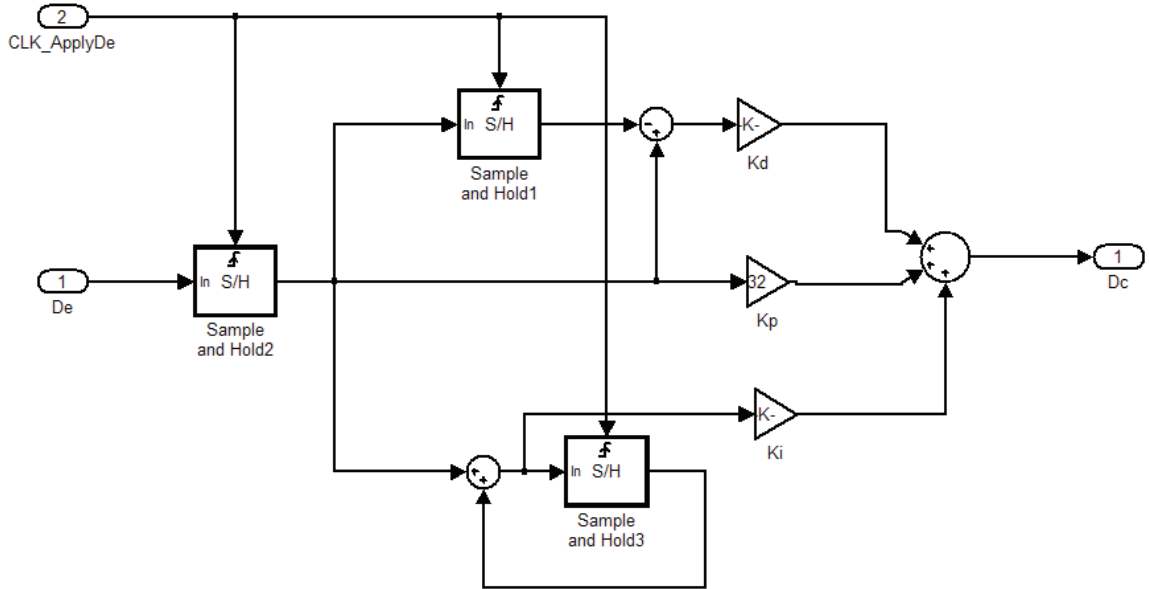 2
CLK_ApplyDe
In S/H
Sample
and Hold1
-
+
-K-
Kd
1
De
In S/H
Sample
and Hold2
32
Kp
+
+
+
1
Dc
-K-
Ki
+
+
In S/H
Sample
and Hold3